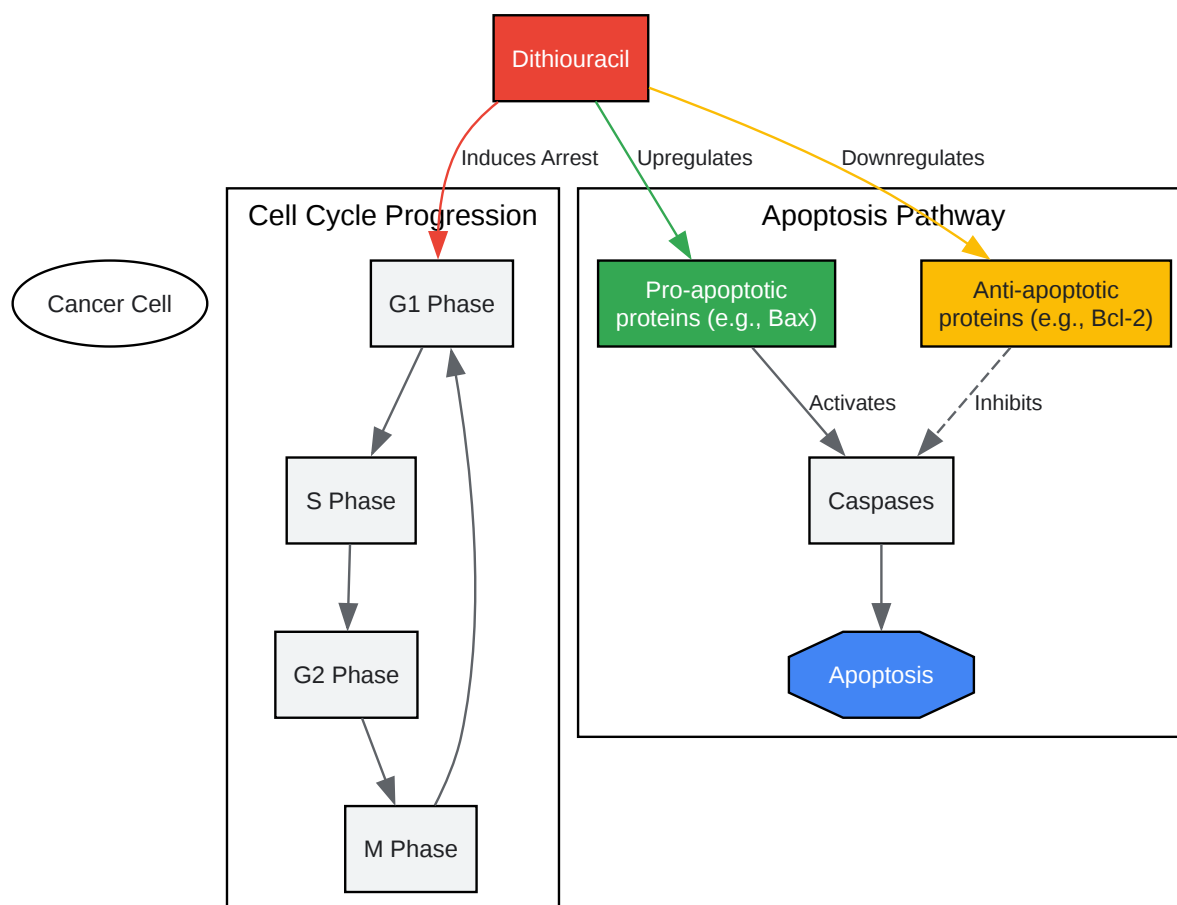 Dithiouracil
Induces Arrest
Upregulates
Downregulates
Cell Cycle Progression
Apoptosis Pathway
Cancer Cell
G1 Phase
Pro-apoptotic
proteins (e.g., Bax)
Anti-apoptotic
proteins (e.g., Bcl-2)
Activates
Inhibits
S Phase
Caspases
G2 Phase
Apoptosis
M Phase